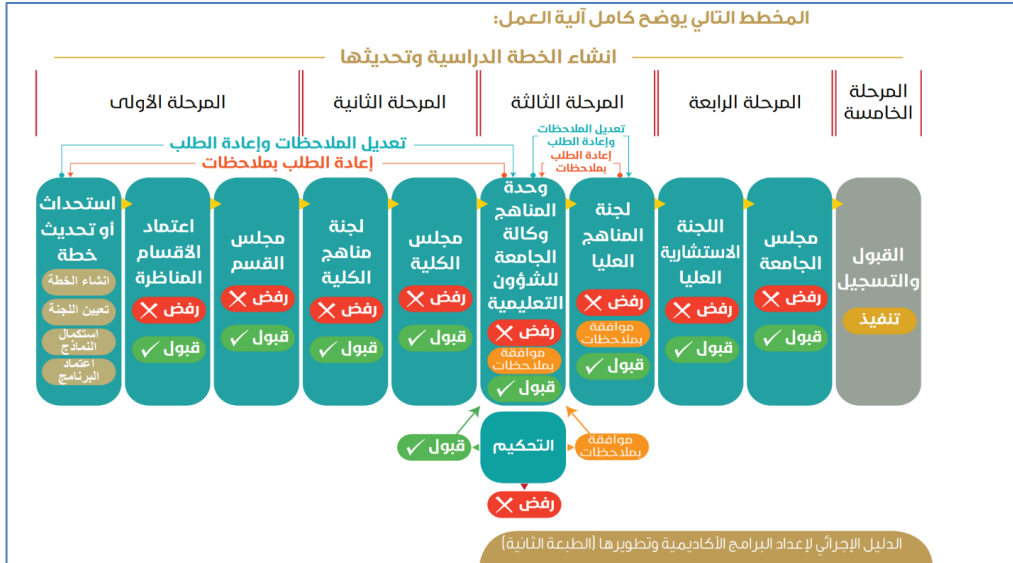 المخطط التالي يوضح كامل آلية العمل:
انشاء الخطة الدراسية وتحديثها
المرحلة الأولى
المرحلة الثانية
المرحلة الثالثة
المرحلة الرابعة
المرحلة
الخامسة
تعديل الملاحظات وإعادة الطلب
إعادة الطلب بملاحظات
تعديل الملاحظات
وإعادة الطلب
إعادة الطلب
بملاحظات
استحداث
أو تحديث
خطة
انشاء الخطة
تعيين اللجنة
استكمال
النماذج
اعتماد
البرنامج
اعتماد
الأقسام
المناظرة
رفض
قبول
مجلس
القسم
رفض
قبول
لجنة
مناهج
الكلية
رفض
قبول
مجلس
الكلية
رفض
قبول
وحدة
المناهج
وكالة
الجامعة
للشؤون
التعليمية
رفض
موافقة
بملاحظات
قبول
لجنة
المناهج
العليا
رفض
موافقة
بملاحظات
قبول
اللجنة
الاستشارية
العليا
رفض
قبول
مجلس
الجامعة
رفض
قبول
القبول
والتسجيل
تنفيذ
التحكيم
قبول
موافقة
بملاحظات
رفض
الدليل الإجرائي لإعداد البرامج الأكاديمية وتطويرها (الطبعة الثانية)